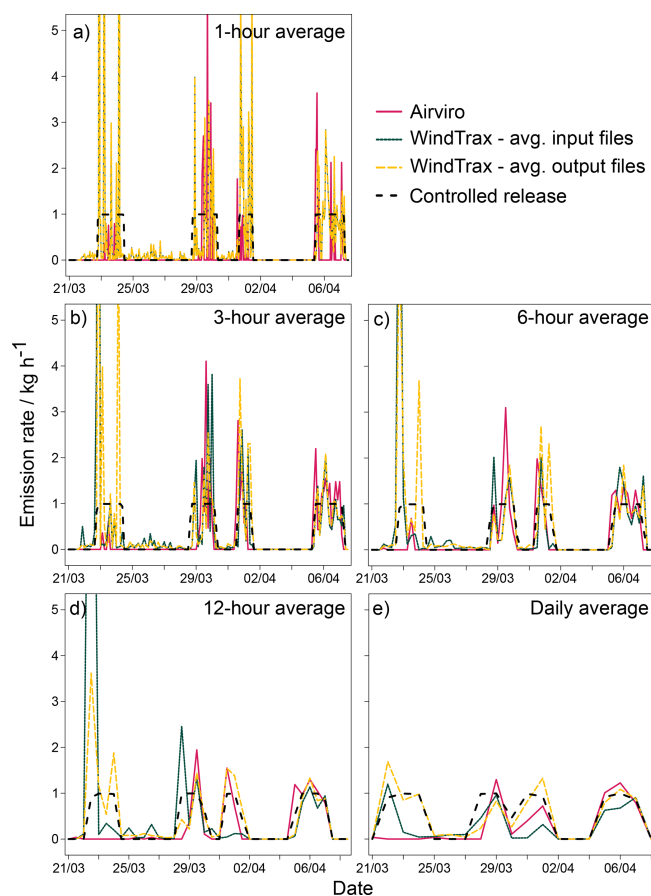 a) 1-hour average
5
4
3
2
1
0
21/03 25/03 29/03 02/04 06/04
Airviro
WindTrax - avg. input files
WindTrax - avg. output files
Controlled release
b) 3-hour average
5
4
3
2
1
0
21/03 25/03 29/03 02/04 06/04
c) 6-hour average
21/03 25/03 29/03 02/04 06/04
Emission rate / kg h⁻¹
d) 12-hour average
5
4
3
2
1
0
21/03 25/03 29/03 02/04 06/04
e) Daily average
21/03 25/03 29/03 02/04 06/04
Date